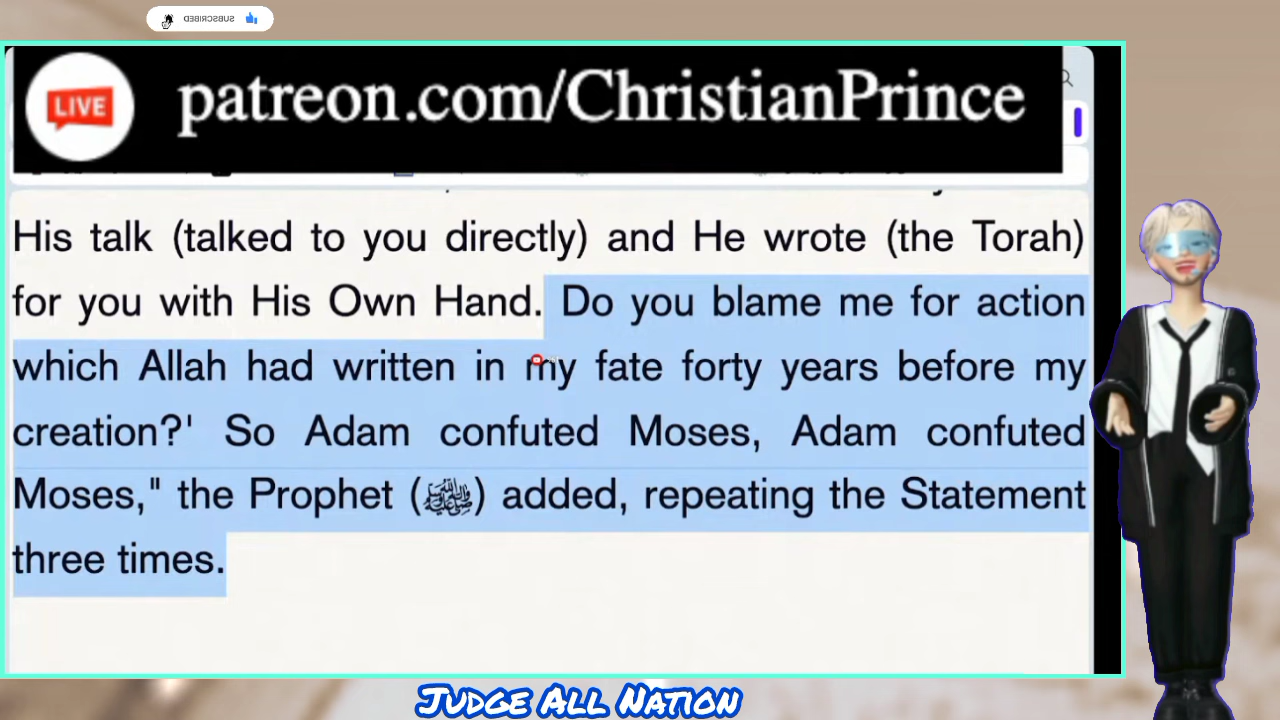 SUBSCRIBED
LIVE
patreon.com/ChristianPrince
His talk (talked to you directly) and He wrote (the Torah)
for you with His Own Hand. Do you blame me for action
which Allah had written in my fate forty years before my
creation?' So Adam confuted Moses, Adam confuted
Moses," the Prophet (ﷺ) added, repeating the Statement
three times.
JUDGE ALL NATION